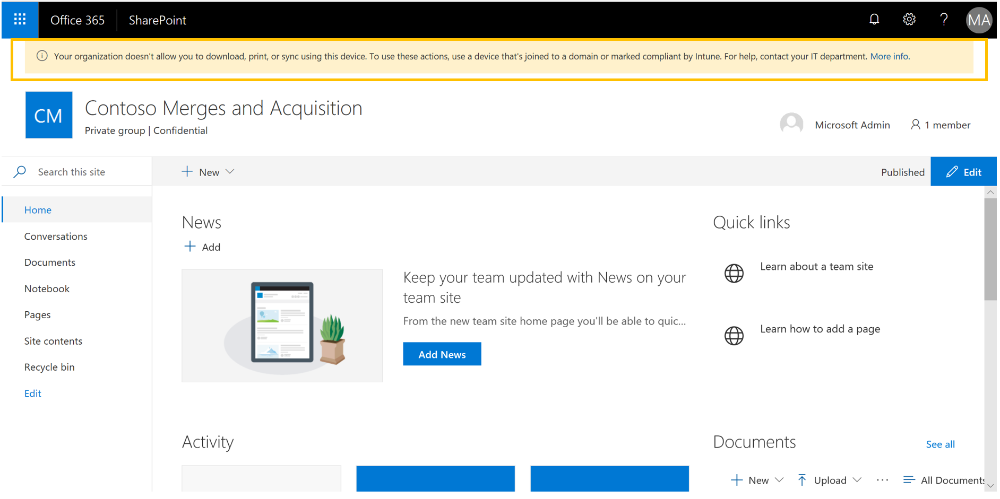 Office 365
SharePoint
MA
Your organization doesn't allow you to download, print, or sync using this device. To use these actions, use a device that's joined to a domain or marked compliant by Intune. For help, contact your IT department. More info.
CM
Contoso Merges and Acquisition
Private group | Confidential
Microsoft Admin
1 member
Search this site
New
Published
Edit
Home
Conversations
Documents
Notebook
Pages
Site contents
Recycle bin
Edit
News
Add
Keep your team updated with News on your
team site
From the new team site home page you'll be able to quic...
Add News
Quick links
Learn about a team site
Learn how to add a page
Activity
Documents
See all
New
Upload
...
All Documents